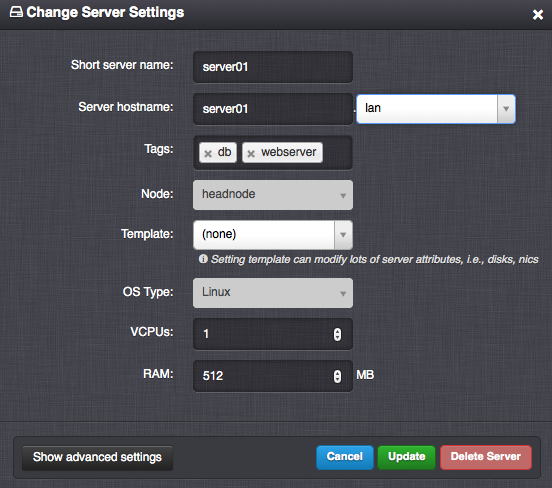 Change Server Settings ×
Short server name: server01
Server hostname: server01 . lan
Tags: × db × webserver
Node: headnode
Template: (none)
Setting template can modify lots of server attributes, i.e., disks, nics
OS Type: Linux
VCPUs: 1
RAM: 512 MB
Show advanced settings Cancel Update Delete Server